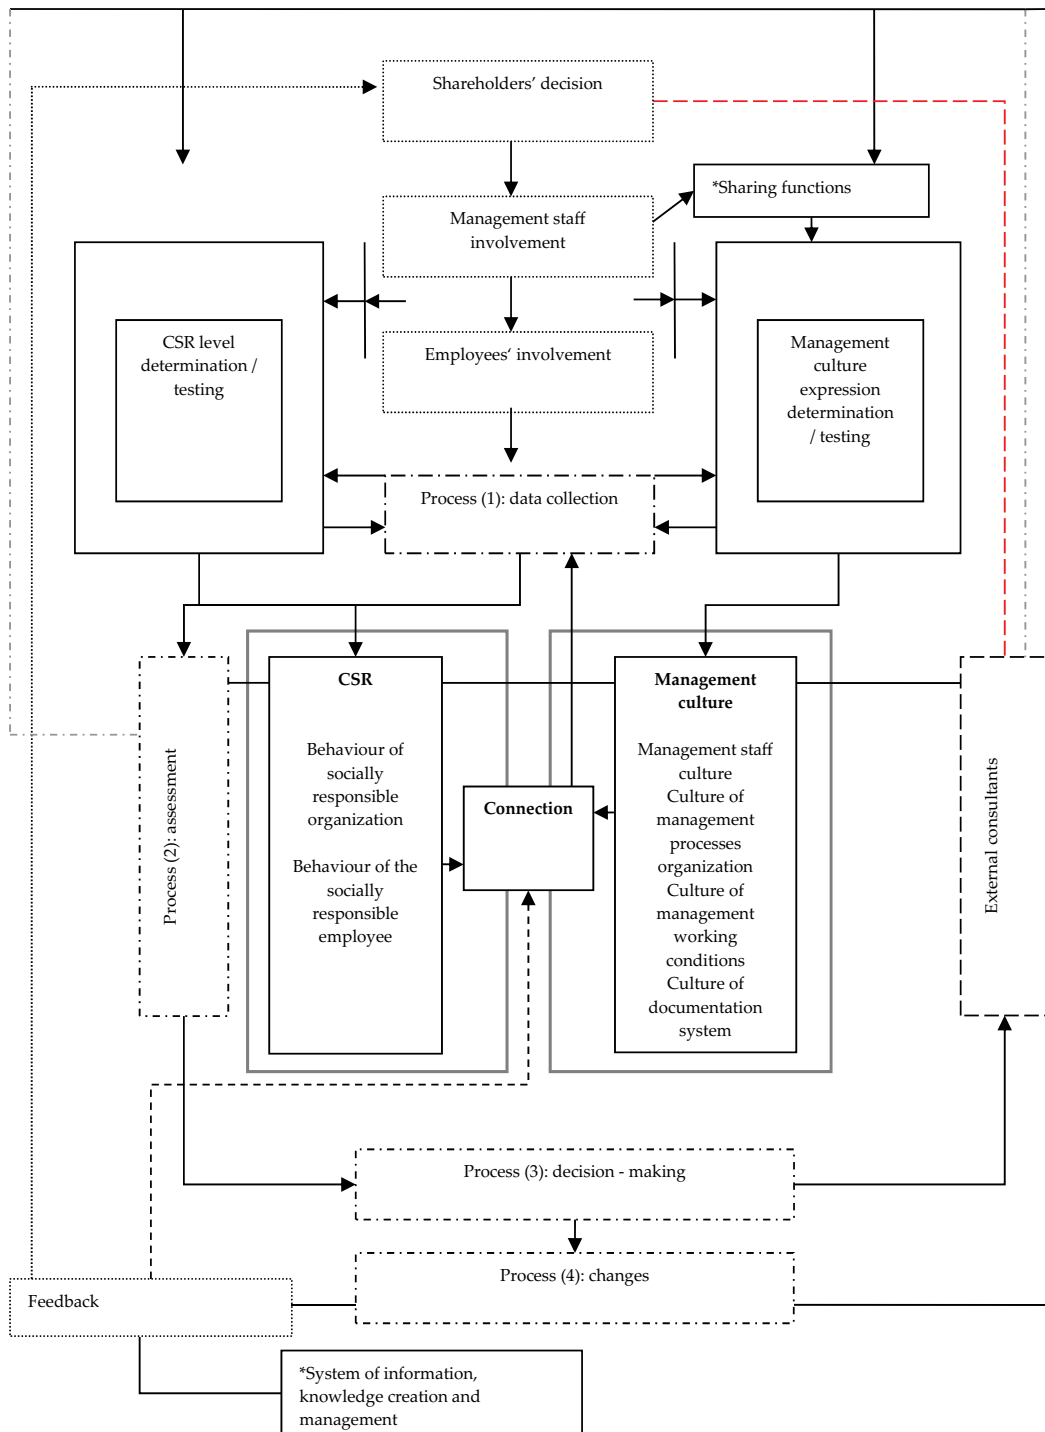 Shareholders’ decision
*Sharing functions
Management staff
involvement
CSR level
determination /
testing
Employees‘ involvement
Management
culture
expression
determination
/ testing
Process (1): data collection
Process (2): assessment
CSR
Behaviour of
socially
responsible
organization
Behaviour of the
socially
responsible
employee
Connection
Management
culture
Management staff
culture
Culture of
management
processes
organization
Culture of
management
working
conditions
Culture of
documentation
system
External consultants
Process (3): decision - making
Process (4): changes
Feedback
*System of information,
knowledge creation and
management